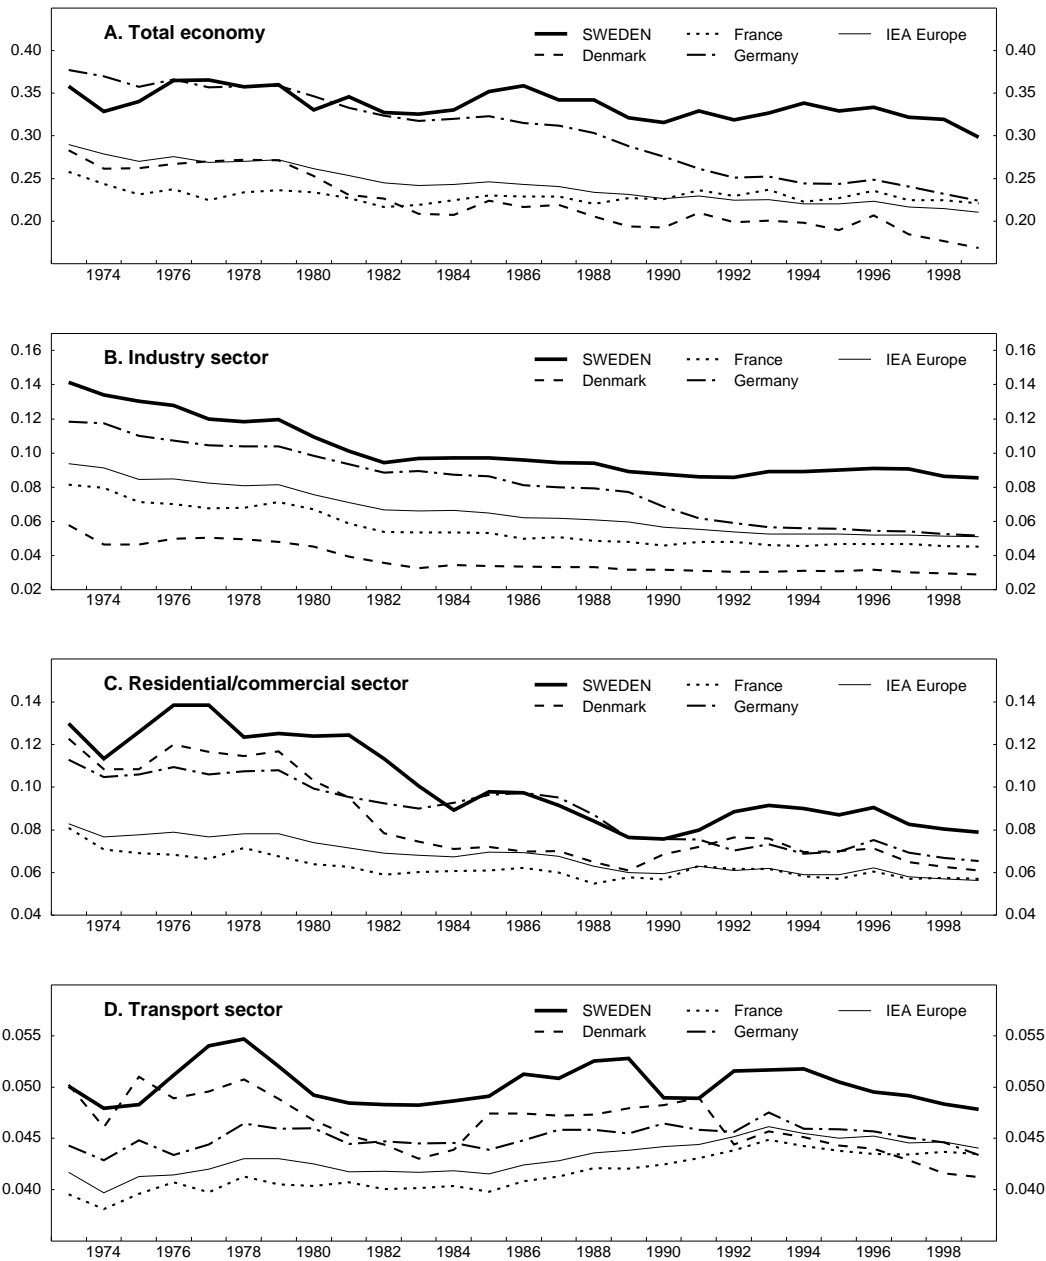 A. Total economy
SWEDEN France IEA Europe
Denmark Germany
0.40 0.40
0.35 0.35
0.30 0.30
0.25 0.25
0.20 0.20
1974 1976 1978 1980 1982 1984 1986 1988 1990 1992 1994 1996 1998
B. Industry sector
SWEDEN France IEA Europe
Denmark Germany
0.16 0.16
0.14 0.14
0.12 0.12
0.10 0.10
0.08 0.08
0.06 0.06
0.04 0.04
0.02 0.02
1974 1976 1978 1980 1982 1984 1986 1988 1990 1992 1994 1996 1998
C. Residential/commercial sector
SWEDEN France IEA Europe
Denmark Germany
0.14 0.14
0.12 0.12
0.10 0.10
0.08 0.08
0.06 0.06
0.04 0.04
1974 1976 1978 1980 1982 1984 1986 1988 1990 1992 1994 1996 1998
D. Transport sector
SWEDEN France IEA Europe
Denmark Germany
0.055 0.055
0.050 0.050
0.045 0.045
0.040 0.040
1974 1976 1978 1980 1982 1984 1986 1988 1990 1992 1994 1996 1998